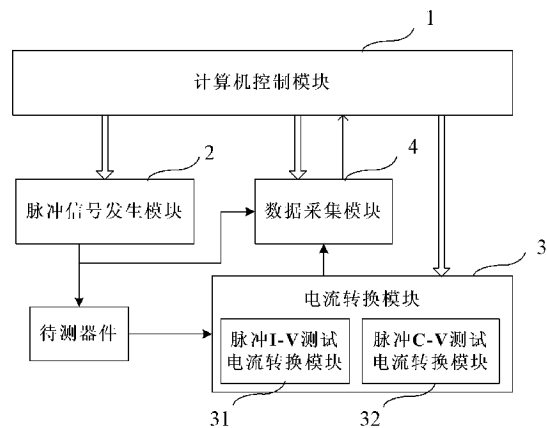 1
计算机控制模块
2
4
脉冲信号发生模块
数据采集模块
3
电流转换模块
待测器件
脉冲I-V测试
电流转换模块
脉冲C-V测试
电流转换模块
31
32